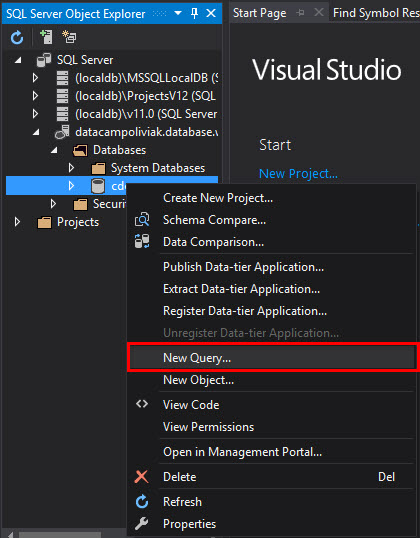 SQL Server Object Explorer
Start Page
Find Symbol Res
SQL Server
(localdb)\MSSQLLocalDB (S
(localdb)\ProjectsV12 (SQL
(localdb)\v11.0 (SQL Server
datacampoliviak.database.v
Databases
System Databases
cd
Securi
Projects
Visual Studio
Start
New Project...
Create New Project...
Schema Compare...
Data Comparison...
Publish Data-tier Application...
Extract Data-tier Application...
Register Data-tier Application...
Unregister Data-tier Application...
New Query...
New Object...
View Code
View Permissions
Open in Management Portal...
Delete Del
Refresh
Properties